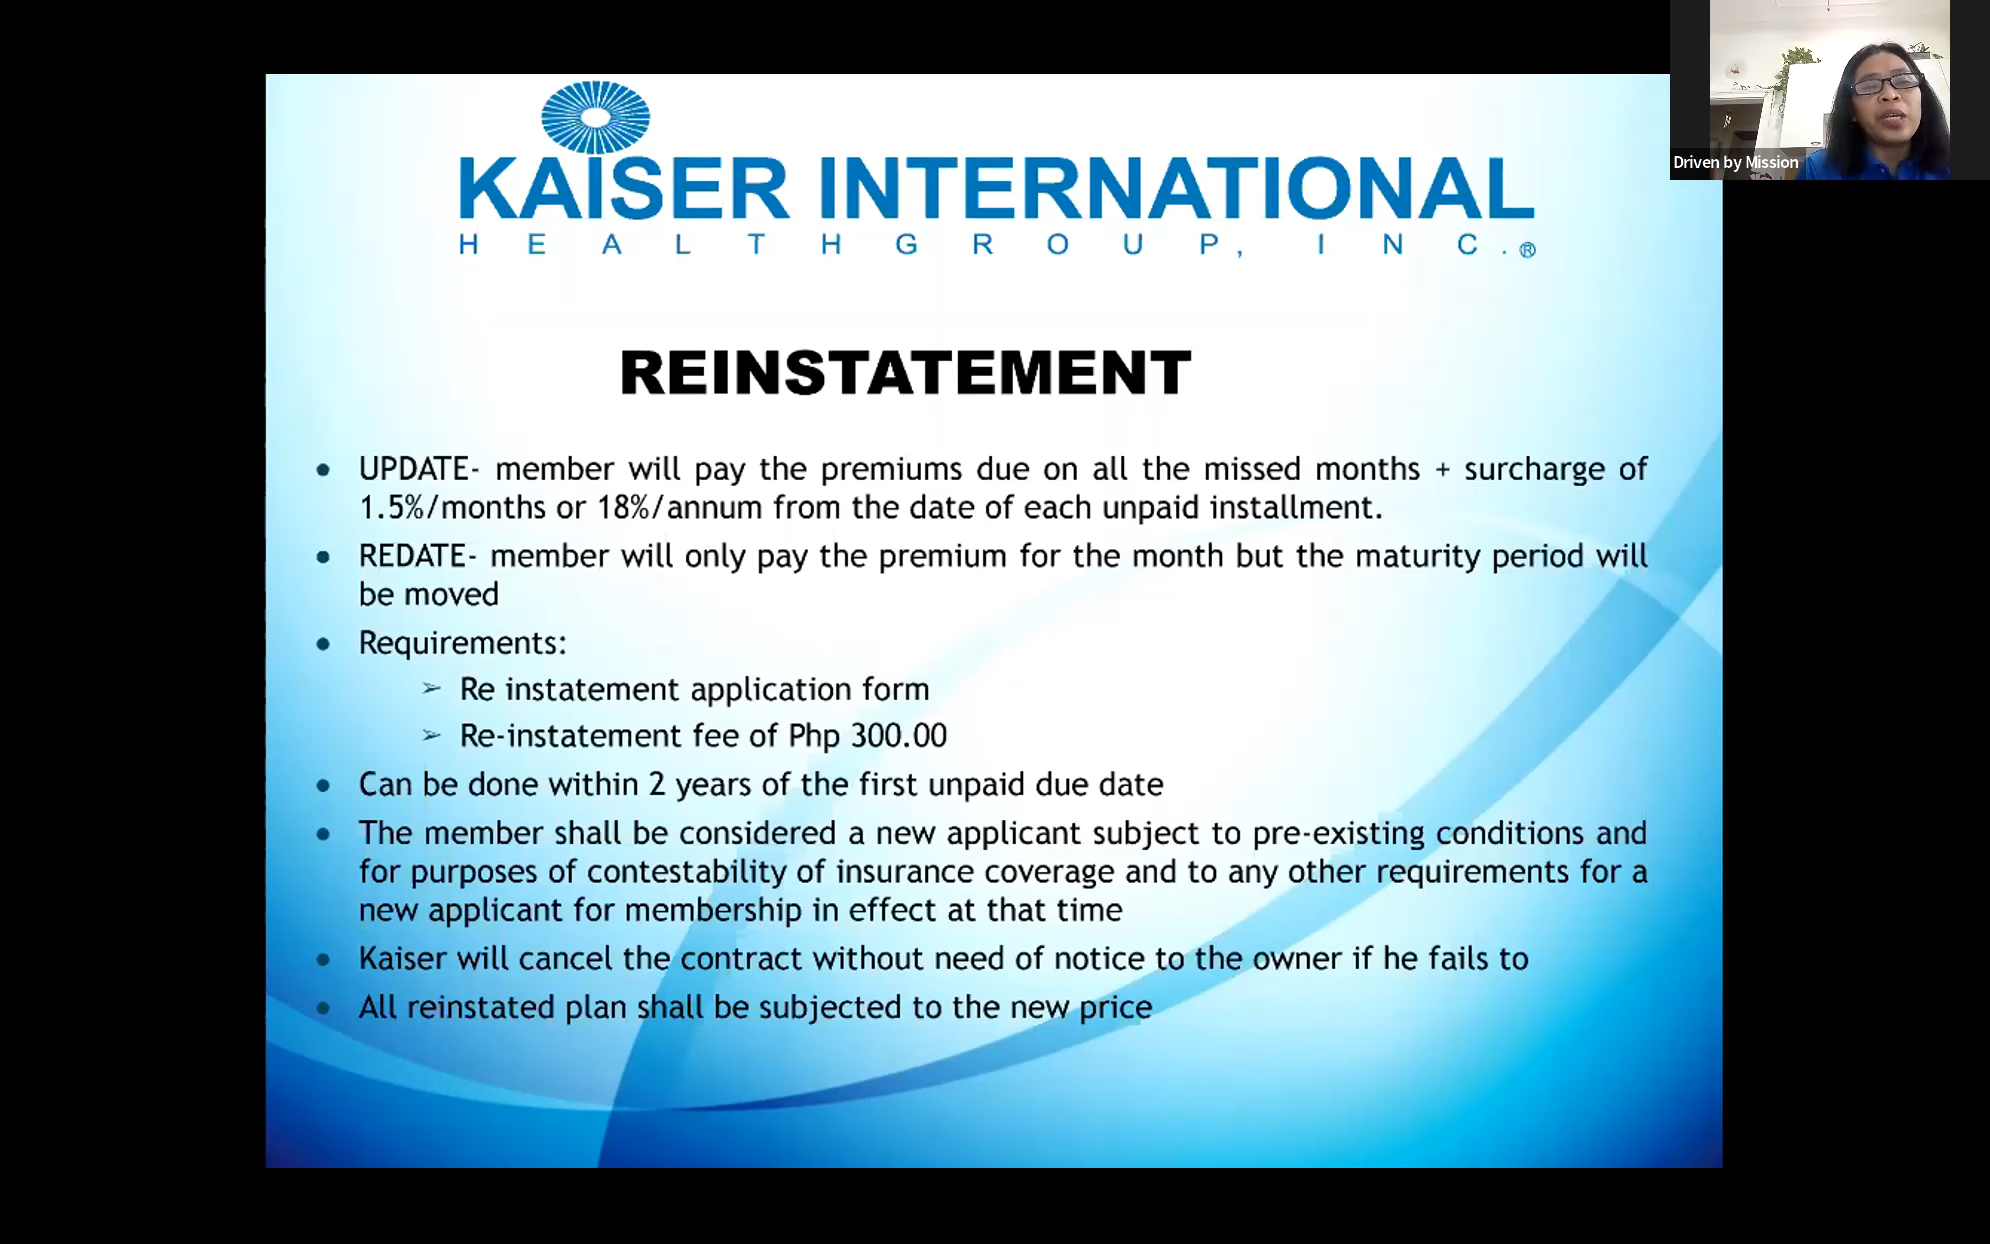 KAISER INTERNATIONAL
HEALTHGROUP, INC.®
Driven by Mission
REINSTATEMENT
• UPDATE- member will pay the premiums due on all the missed months + surcharge of
1.5%/months or 18%/annum from the date of each unpaid installment.
• REDATE- member will only pay the premium for the month but the maturity period will
be moved
• Requirements:
➢ Re instatement application form
➢ Re-instatement fee of Php 300.00
• Can be done within 2 years of the first unpaid due date
• The member shall be considered a new applicant subject to pre-existing conditions and
for purposes of contestability of insurance coverage and to any other requirements for a
new applicant for membership in effect at that time
• Kaiser will cancel the contract without need of notice to the owner if he fails to
• All reinstated plan shall be subjected to the new price